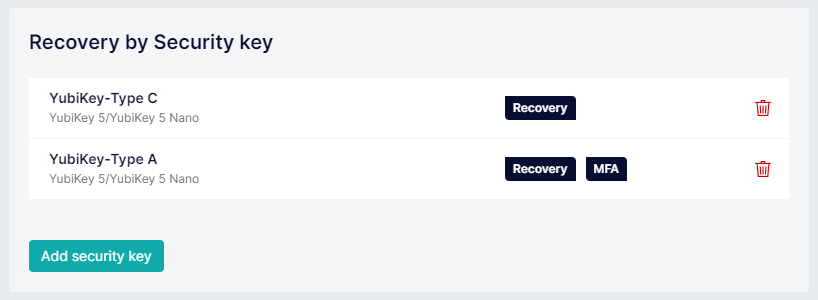 Recovery by Security key
YubiKey-Type C
YubiKey 5/YubiKey 5 Nano
Recovery
YubiKey-Type A
YubiKey 5/YubiKey 5 Nano
Recovery MFA
Add security key